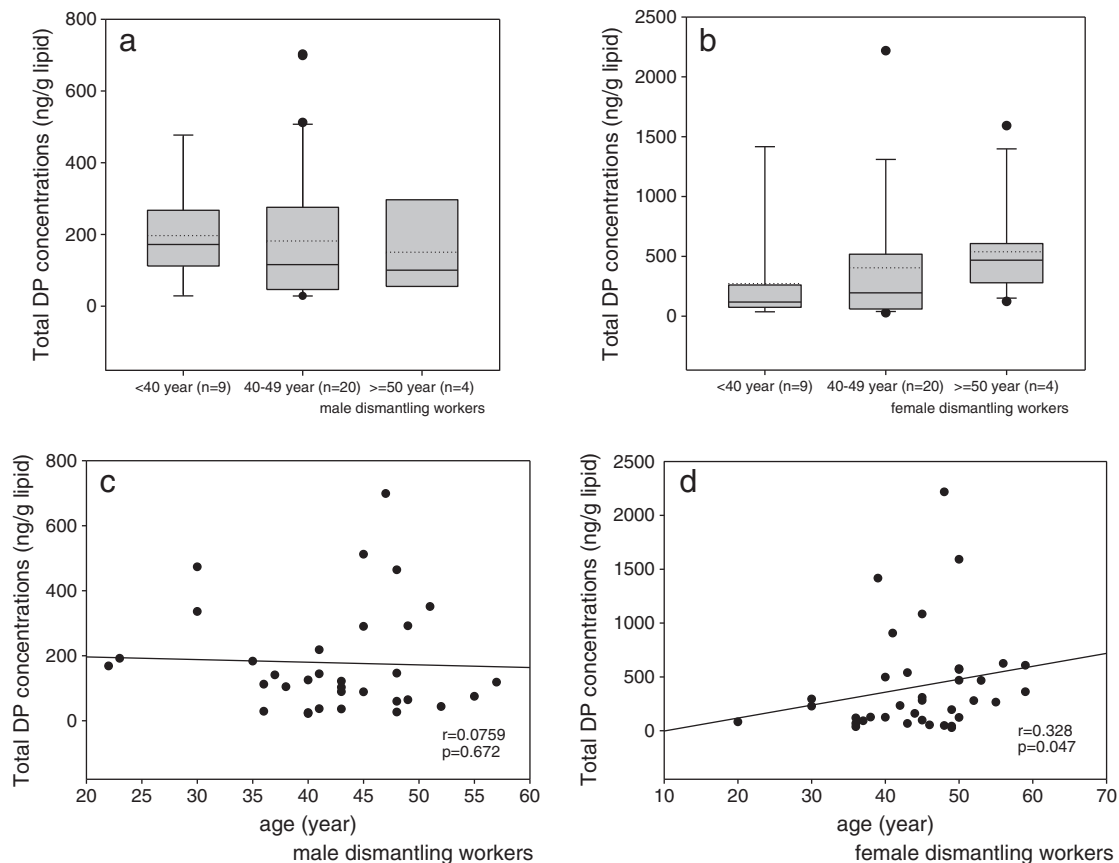 a
800
600
400
200
0
Total DP concentrations (ng/g lipid)
<40 year (n=9) 40-49 year (n=20) >=50 year (n=4)
male dismantling workers
b
2500
2000
1500
1000
500
0
Total DP concentrations (ng/g lipid)
<40 year (n=9) 40-49 year (n=20) >=50 year (n=4)
female dismantling workers
c
800
600
400
200
0
Total DP concentrations (ng/g lipid)
r=0.0759
p=0.672
20 25 30 35 40 45 50 55 60
age (year)
male dismantling workers
d
2500
2000
1500
1000
500
0
Total DP concentrations (ng/g lipid)
r=0.328
p=0.047
10 20 30 40 50 60 70
age (year)
female dismantling workers